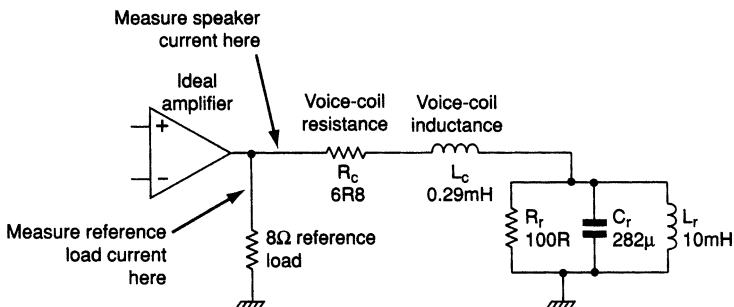 Measure speaker
current here
Ideal
amplifier
+
−
Voice-coil
resistance
Voice-coil
inductance
Rc
6R8
Lc
0.29mH
Measure reference
load current
here
8Ω reference
load
Rr
100R
Cr
282μ
Lr
10mH